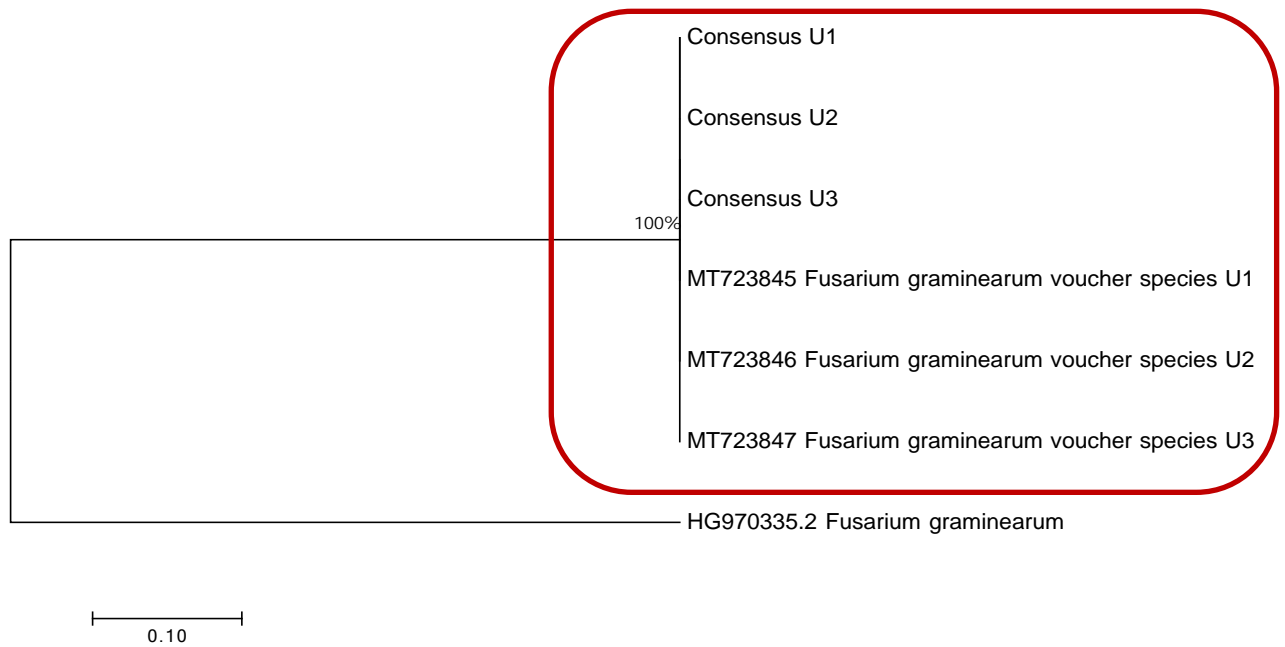 Consensus U1
Consensus U2
Consensus U3
100%
MT723845 Fusarium graminearum voucher species U1
MT723846 Fusarium graminearum voucher species U2
MT723847 Fusarium graminearum voucher species U3
HG970335.2 Fusarium graminearum
0.10